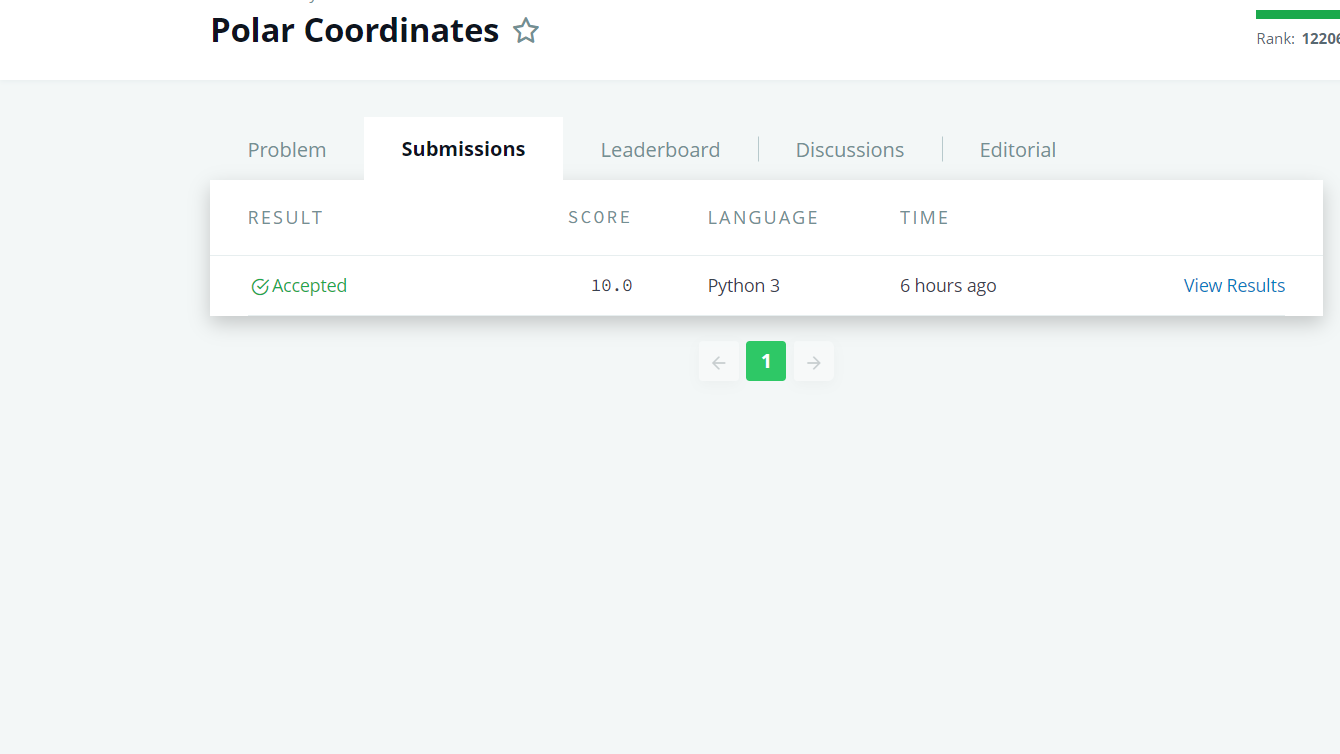 Polar Coordinates
Rank:
Problem
Submissions
Leaderboard
Discussions
Editorial
RESULT SCORE LANGUAGE TIME
Accepted 10.0 Python 3 6 hours ago View Results
1